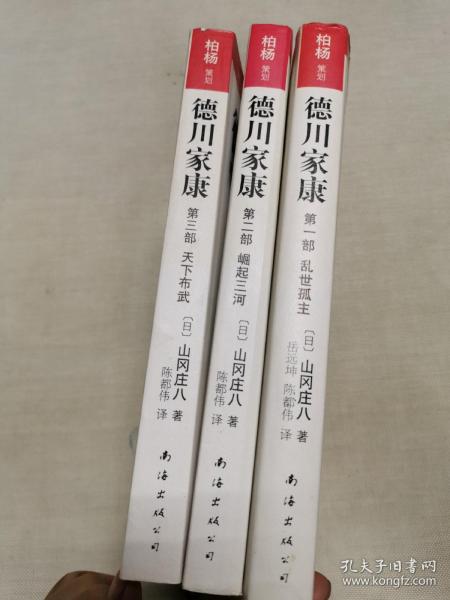 柏杨 策划
德川家康
第三部 天下布武
〔日〕山冈庄八 著
陈都伟 译
南海出版公司
柏杨 策划
德川家康
第二部 崛起三河
〔日〕山冈庄八 著
陈都伟 译
南海出版公司
柏杨 策划
德川家康
第一部 乱世孤主
〔日〕山冈庄八 著
岳远坤 陈都伟 译
南海出版公司
孔夫子旧书网
www.kongfz.com